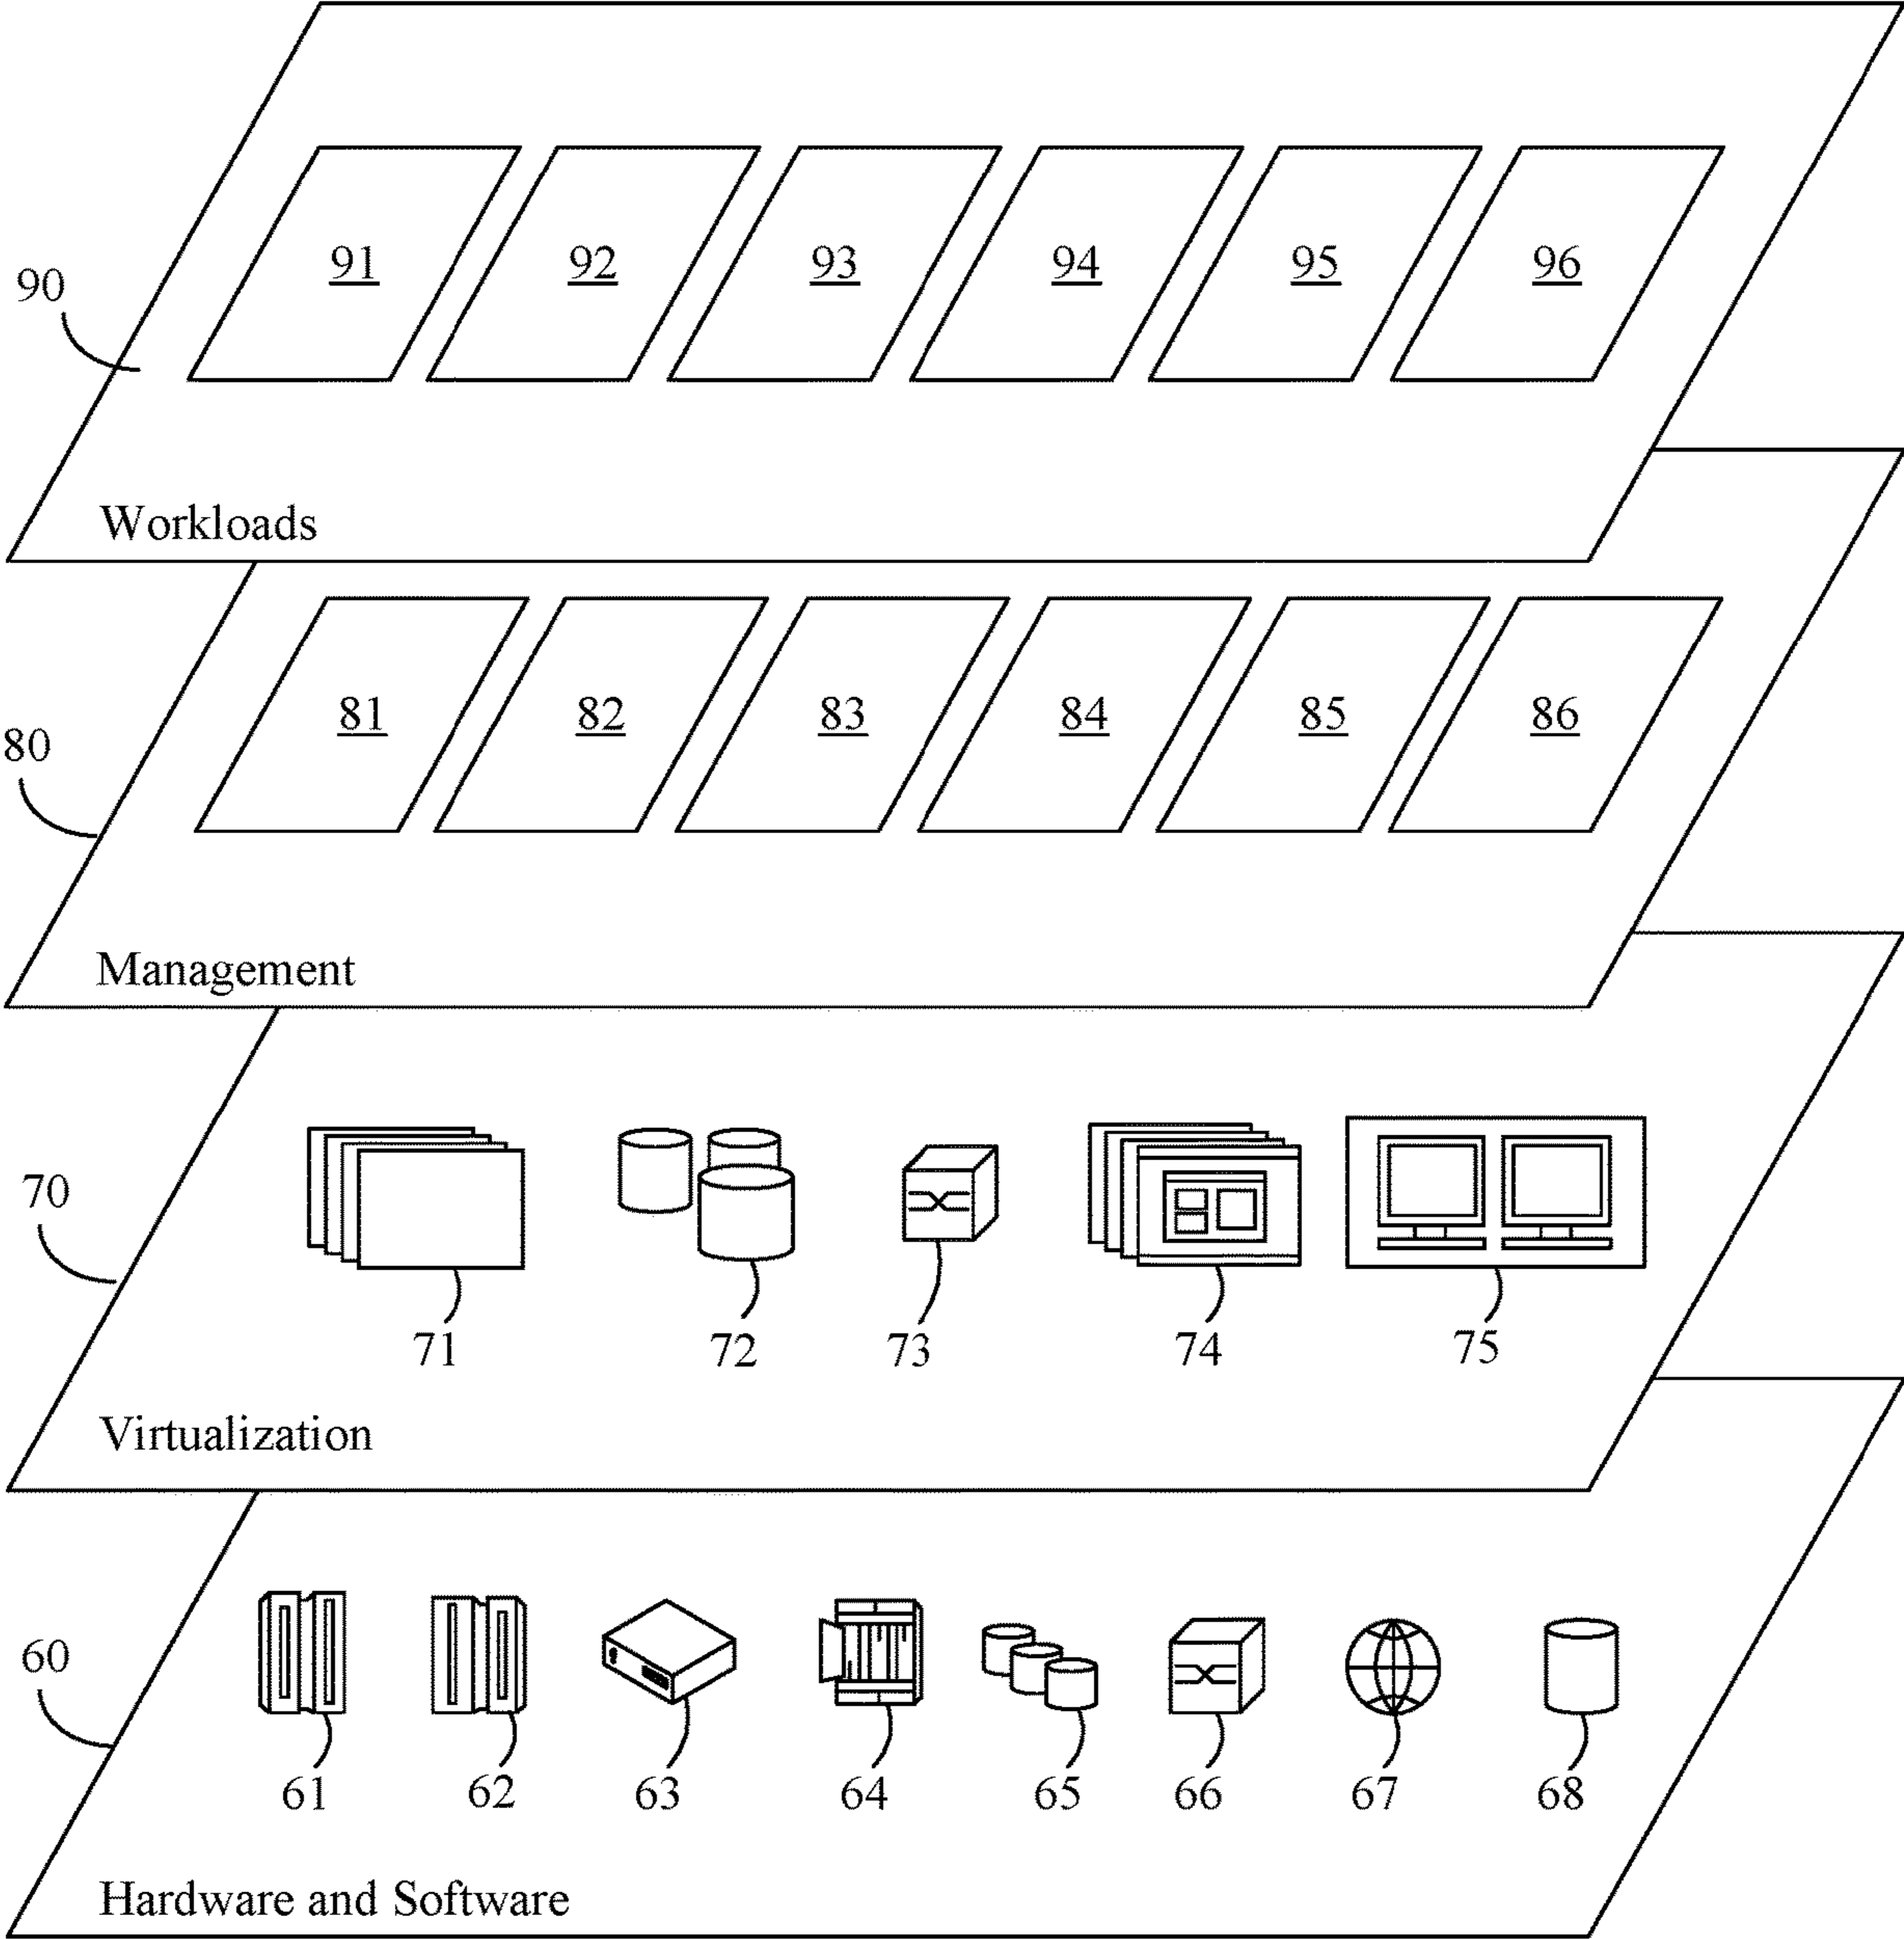 91 92 93 94 95 96
90
Workloads
81 82 83 84 85 86
80
Management
70
71 72 73 74 75
Virtualization
60
61 62 63 64 65 66 67 68
Hardware and Software